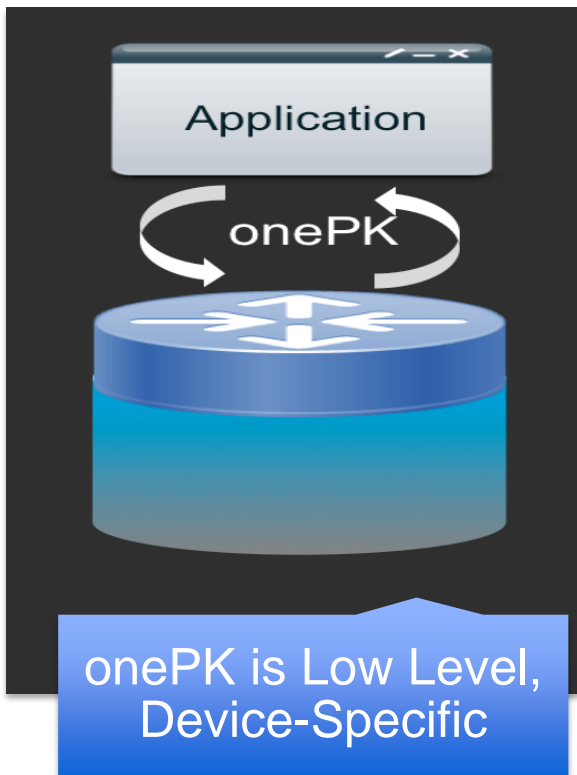 Application
onePK
onePK is Low Level,
Device-Specific